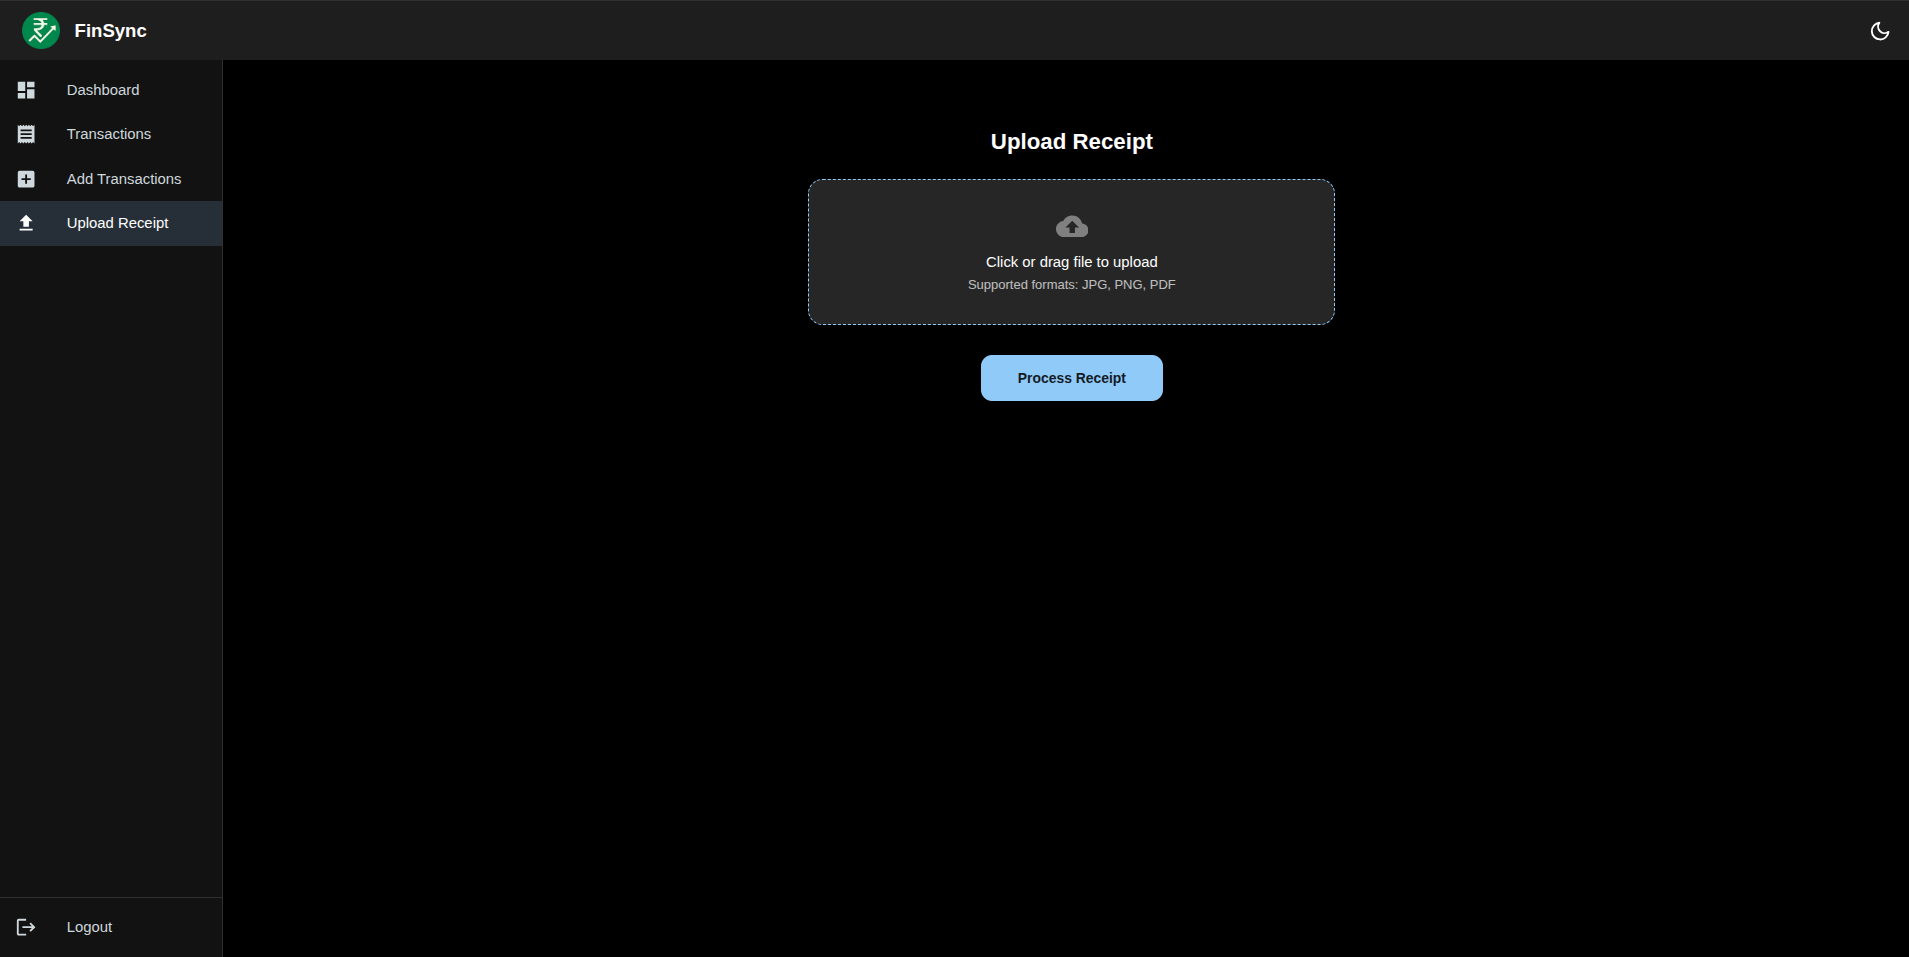 FinSync
Dashboard
Transactions
Add Transactions
Upload Receipt
Upload Receipt
Click or drag file to upload
Supported formats: JPG, PNG, PDF
Process Receipt
Logout